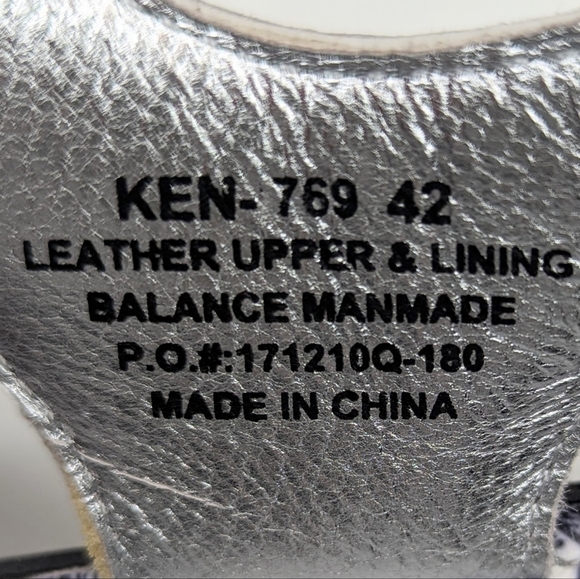 KEN- 769 42
LEATHER UPPER & LINING
BALANCE MANMADE
P.O.#:171210Q-180
MADE IN CHINA